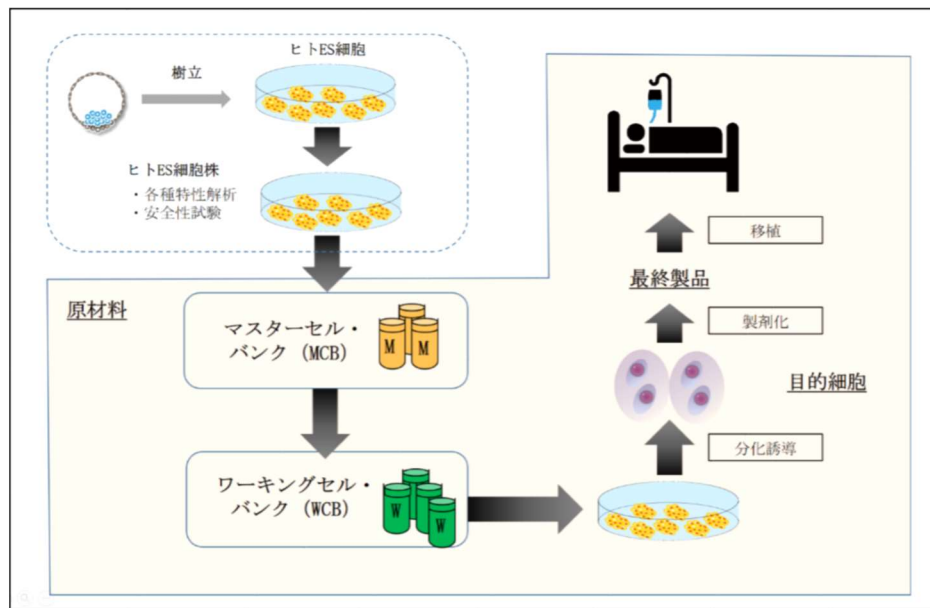 ヒトES細胞
樹立
ヒトES細胞株
・各種特性解析
・安全性試験
原材料
マスターセル・
バンク (MCB)
M M
ワーキングセル・
バンク (WCB)
W
W
分化誘導
目的細胞
製剤化
最終製品
移植